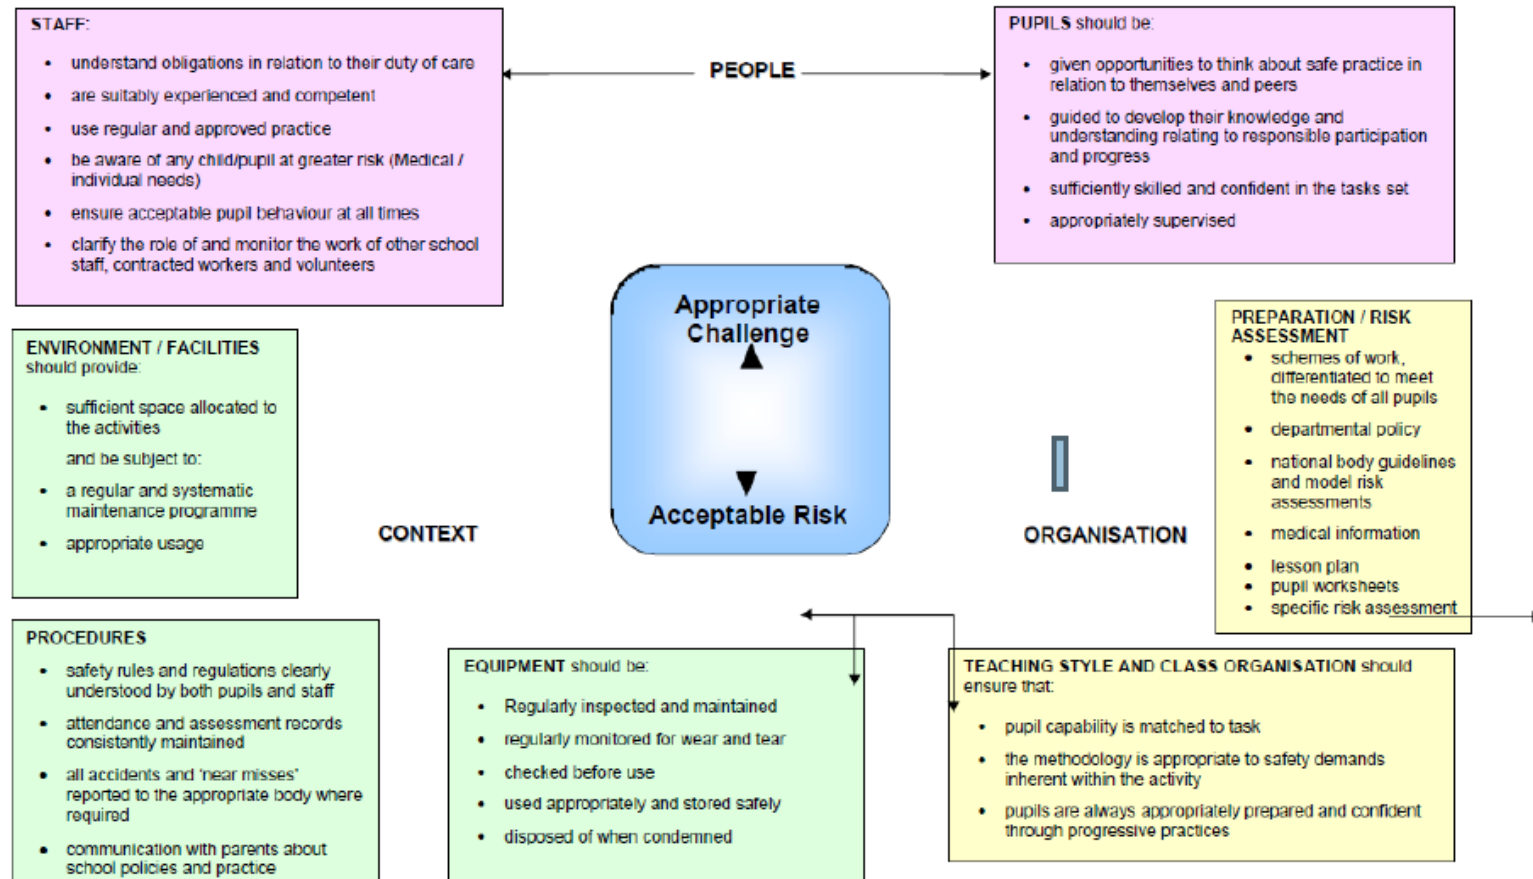 STAFF:
• understand obligations in relation to their duty of care
• are suitably experienced and competent
• use regular and approved practice
• be aware of any child/pupil at greater risk (Medical /
individual needs)
• ensure acceptable pupil behaviour at all times
• clarify the role of and monitor the work of other school
staff, contracted workers and volunteers
PEOPLE
PUPILS should be:
• given opportunities to think about safe practice in
relation to themselves and peers
• guided to develop their knowledge and
understanding relating to responsible participation
and progress
• sufficiently skilled and confident in the tasks set
• appropriately supervised
Appropriate
Challenge
Acceptable Risk
ENVIRONMENT / FACILITIES
should provide:
• sufficient space allocated to
the activities
and be subject to:
• a regular and systematic
maintenance programme
• appropriate usage
CONTEXT
ORGANISATION
PREPARATION / RISK
ASSESSMENT
• schemes of work,
differentiated to meet
the needs of all pupils
• departmental policy
• national body guidelines
and model risk
assessments
• medical information
• lesson plan
• pupil worksheets
• specific risk assessment
PROCEDURES
• safety rules and regulations clearly
understood by both pupils and staff
• attendance and assessment records
consistently maintained
• all accidents and 'near misses'
reported to the appropriate body where
required
• communication with parents about
school policies and practice
EQUIPMENT should be:
• Regularly inspected and maintained
• regularly monitored for wear and tear
• checked before use
• used appropriately and stored safely
• disposed of when condemned
TEACHING STYLE AND CLASS ORGANISATION should
ensure that:
• pupil capability is matched to task
• the methodology is appropriate to safety demands
inherent within the activity
• pupils are always appropriately prepared and confident
through progressive practices